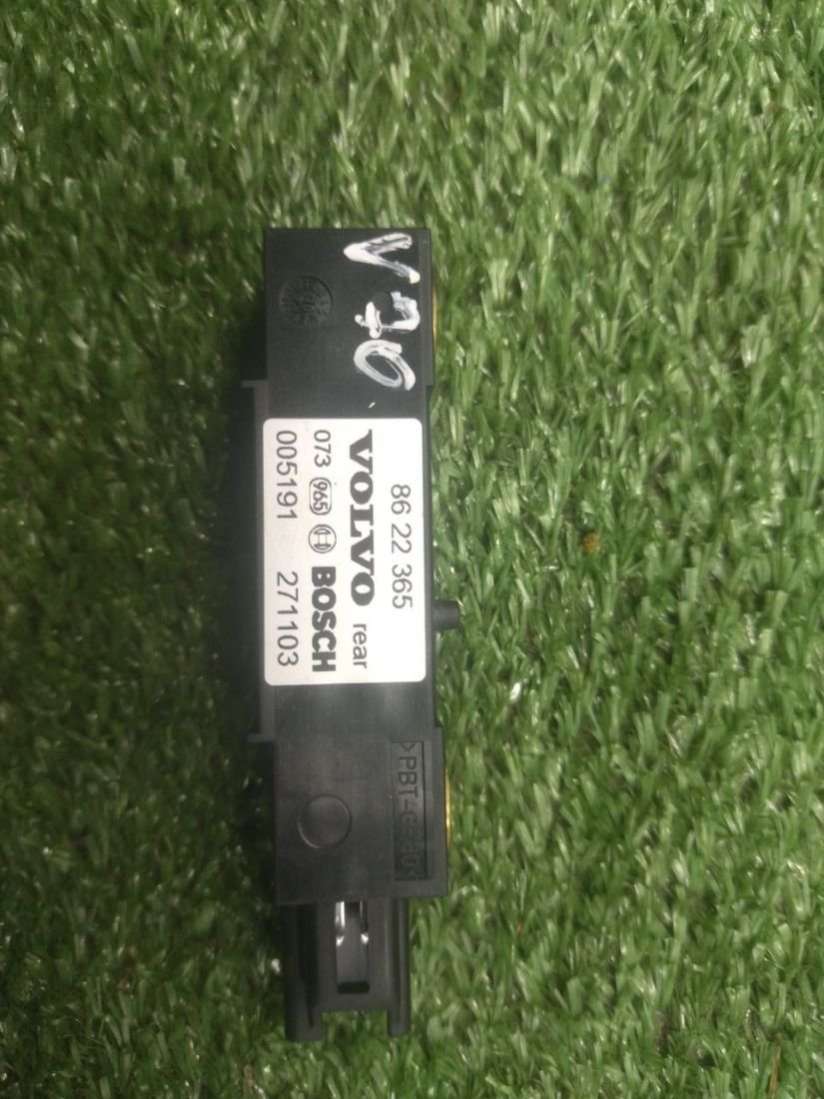 V70
86 22 365
VOLVO rear
073 965 BOSCH
005191 271103